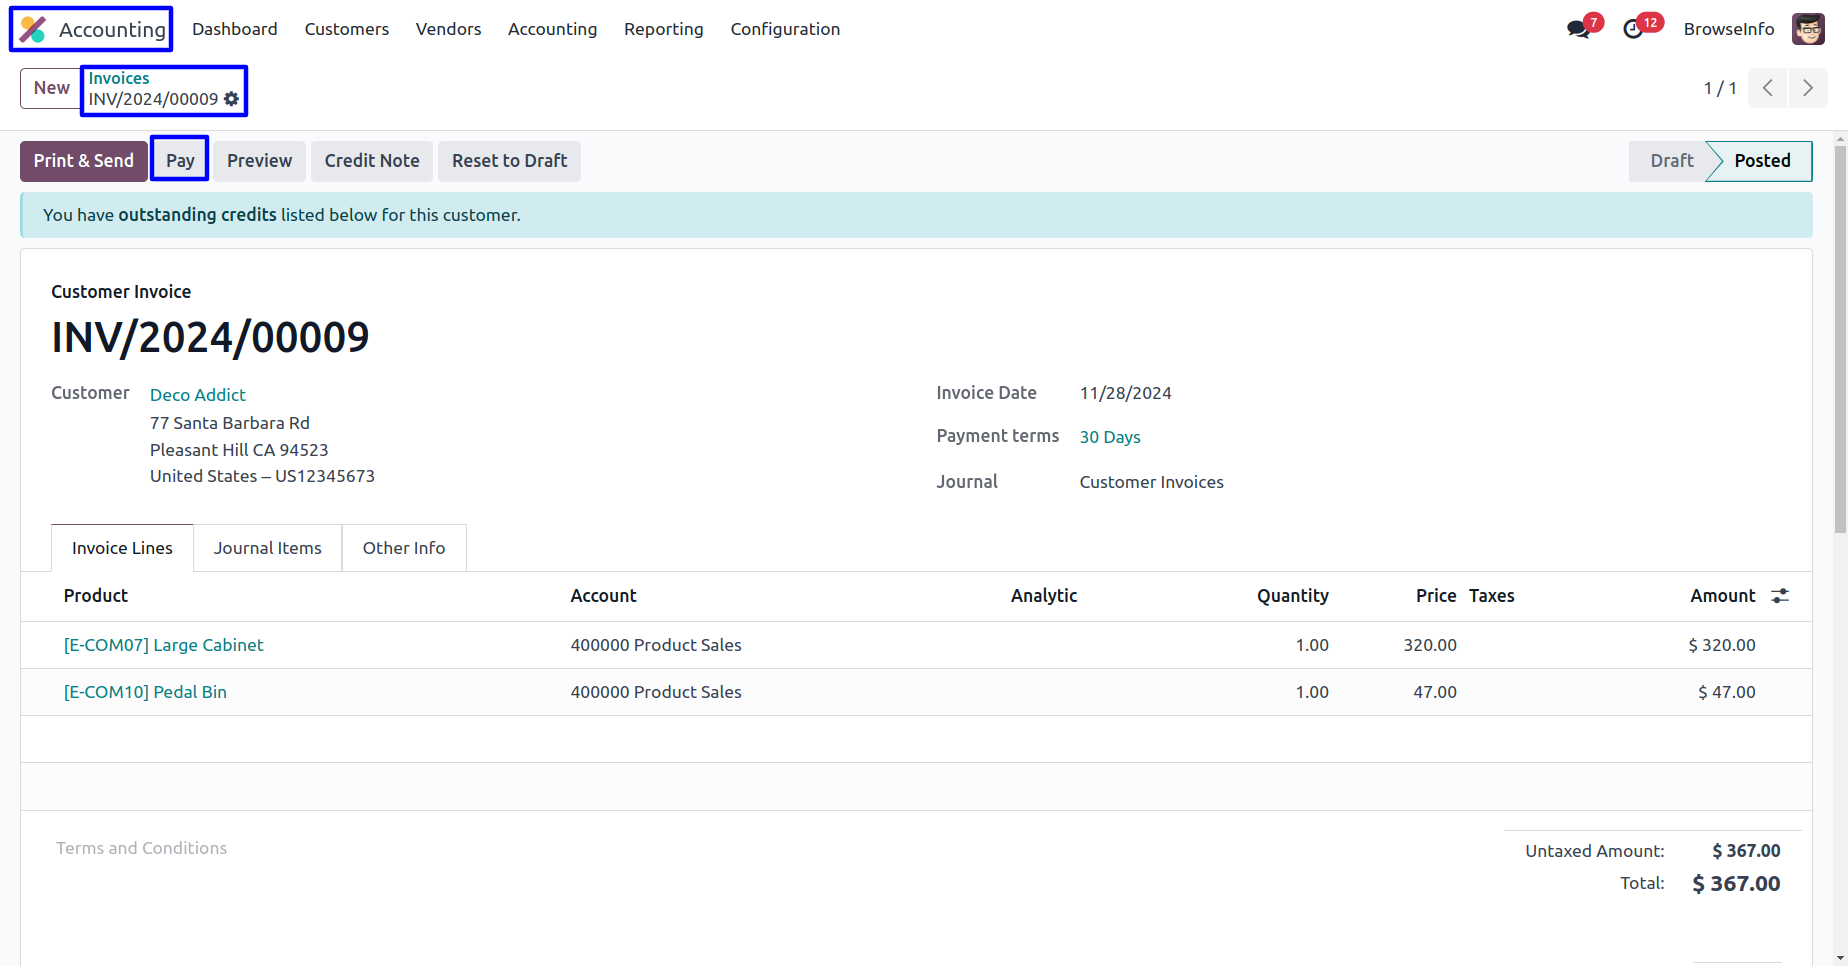 Accounting Dashboard Customers Vendors Accounting Reporting Configuration 7 12 BrowseInfo
New Invoices
INV/2024/00009 1 / 1
Print & Send Pay Preview Credit Note Reset to Draft Draft Posted
You have outstanding credits listed below for this customer.
Customer Invoice
INV/2024/00009
Customer Deco Addict
77 Santa Barbara Rd
Pleasant Hill CA 94523
United States – US12345673
Invoice Date 11/28/2024
Payment terms 30 Days
Journal Customer Invoices
Invoice Lines Journal Items Other Info
Product Account Analytic Quantity Price Taxes Amount
[E-COM07] Large Cabinet 400000 Product Sales 1.00 320.00 $ 320.00
[E-COM10] Pedal Bin 400000 Product Sales 1.00 47.00 $ 47.00
Terms and Conditions
Untaxed Amount: $ 367.00
Total: $ 367.00